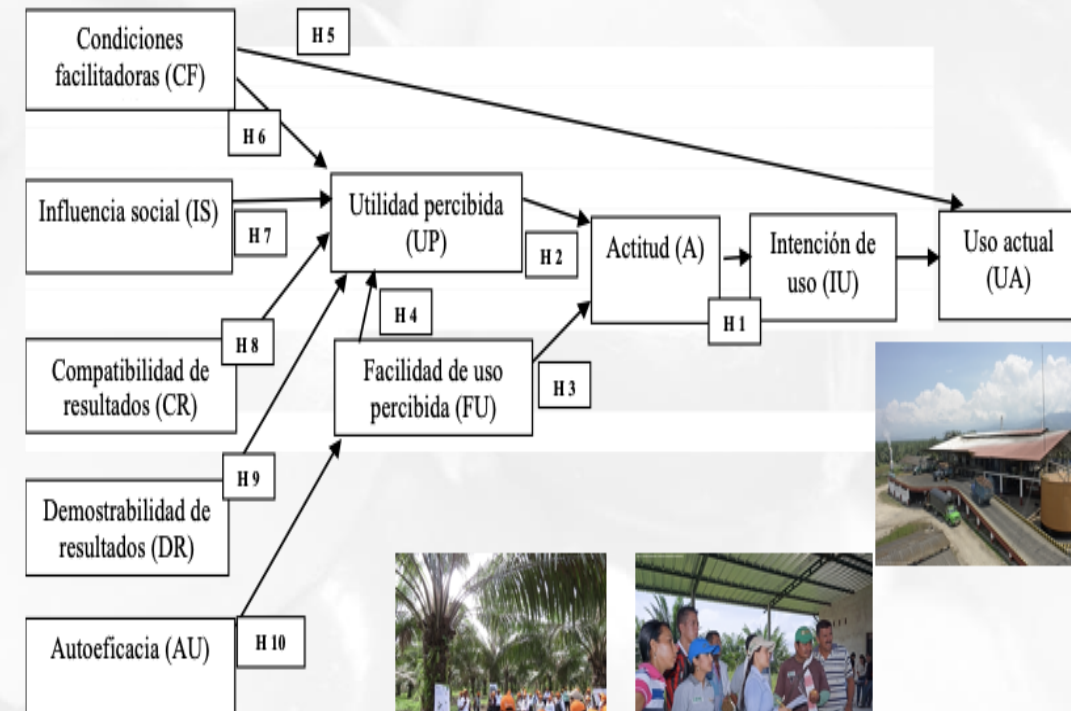 Condiciones
facilitadoras (CF)
H 5
H 6
Influencia social (IS)
H 7
Utilidad percibida
(UP)
H 2
Actitud (A)
Intención de
uso (IU)
Uso actual
(UA)
H 1
H 4
H 8
Compatibilidad de
resultados (CR)
Facilidad de uso
percibida (FU)
H 3
H 9
Demostrabilidad de
resultados (DR)
Autoeficacia (AU)
H 10